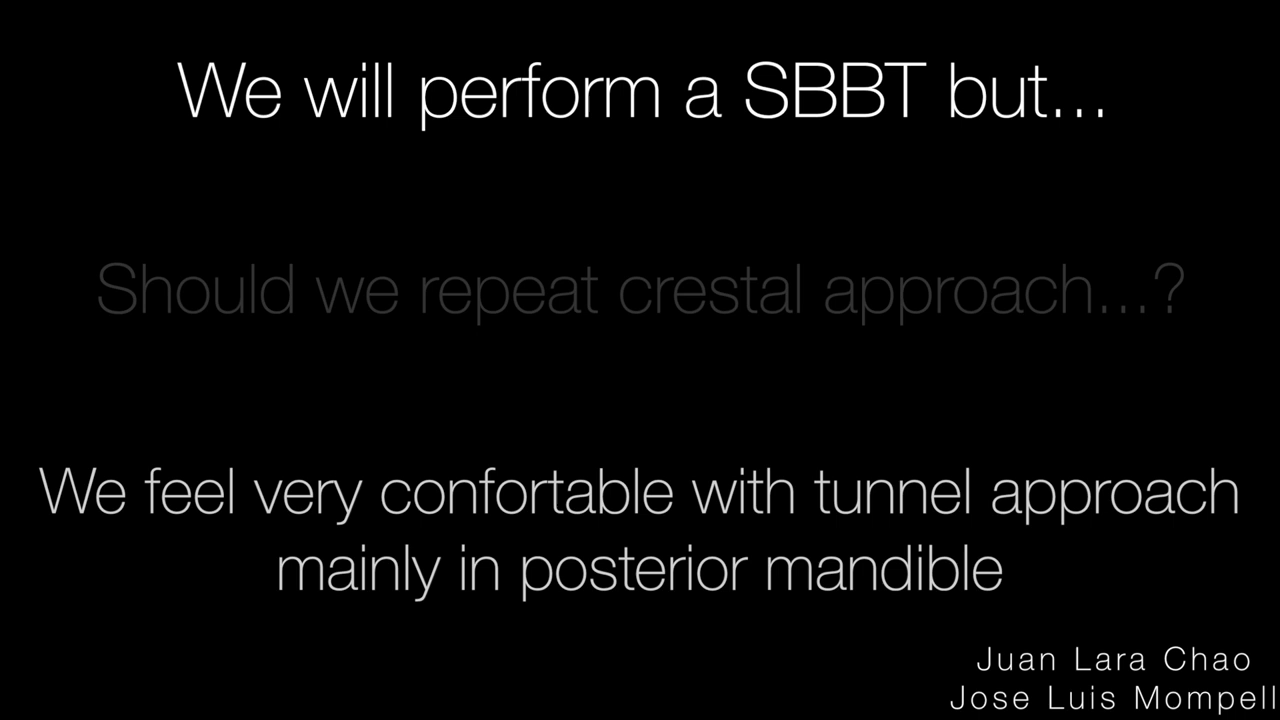 We will perform a SBBT but...
Should we repeat crestal approach...?
We feel very confortable with tunnel approach
mainly in posterior mandible
Juan Lara Chao
Jose Luis Mompell